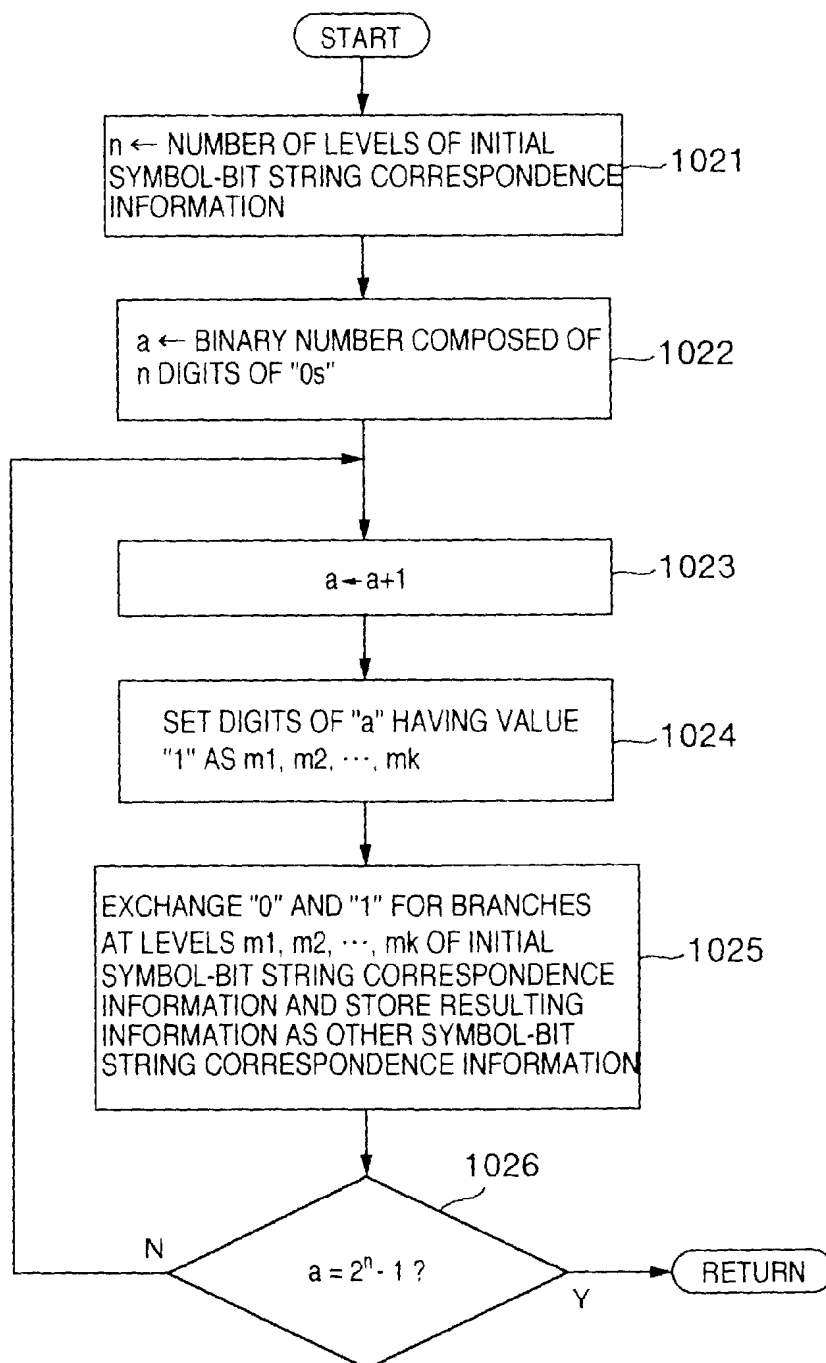 START
n ← NUMBER OF LEVELS OF INITIAL
SYMBOL-BIT STRING CORRESPONDENCE
INFORMATION
1021
a ← BINARY NUMBER COMPOSED OF
n DIGITS OF "0s"
1022
a ← a+1
1023
SET DIGITS OF "a" HAVING VALUE
"1" AS m1, m2, ···, mk
1024
EXCHANGE "0" AND "1" FOR BRANCHES
AT LEVELS m1, m2, ···, mk OF INITIAL
SYMBOL-BIT STRING CORRESPONDENCE
INFORMATION AND STORE RESULTING
INFORMATION AS OTHER SYMBOL-BIT
STRING CORRESPONDENCE INFORMATION
1025
1026
N
a = 2ⁿ - 1 ?
Y
RETURN